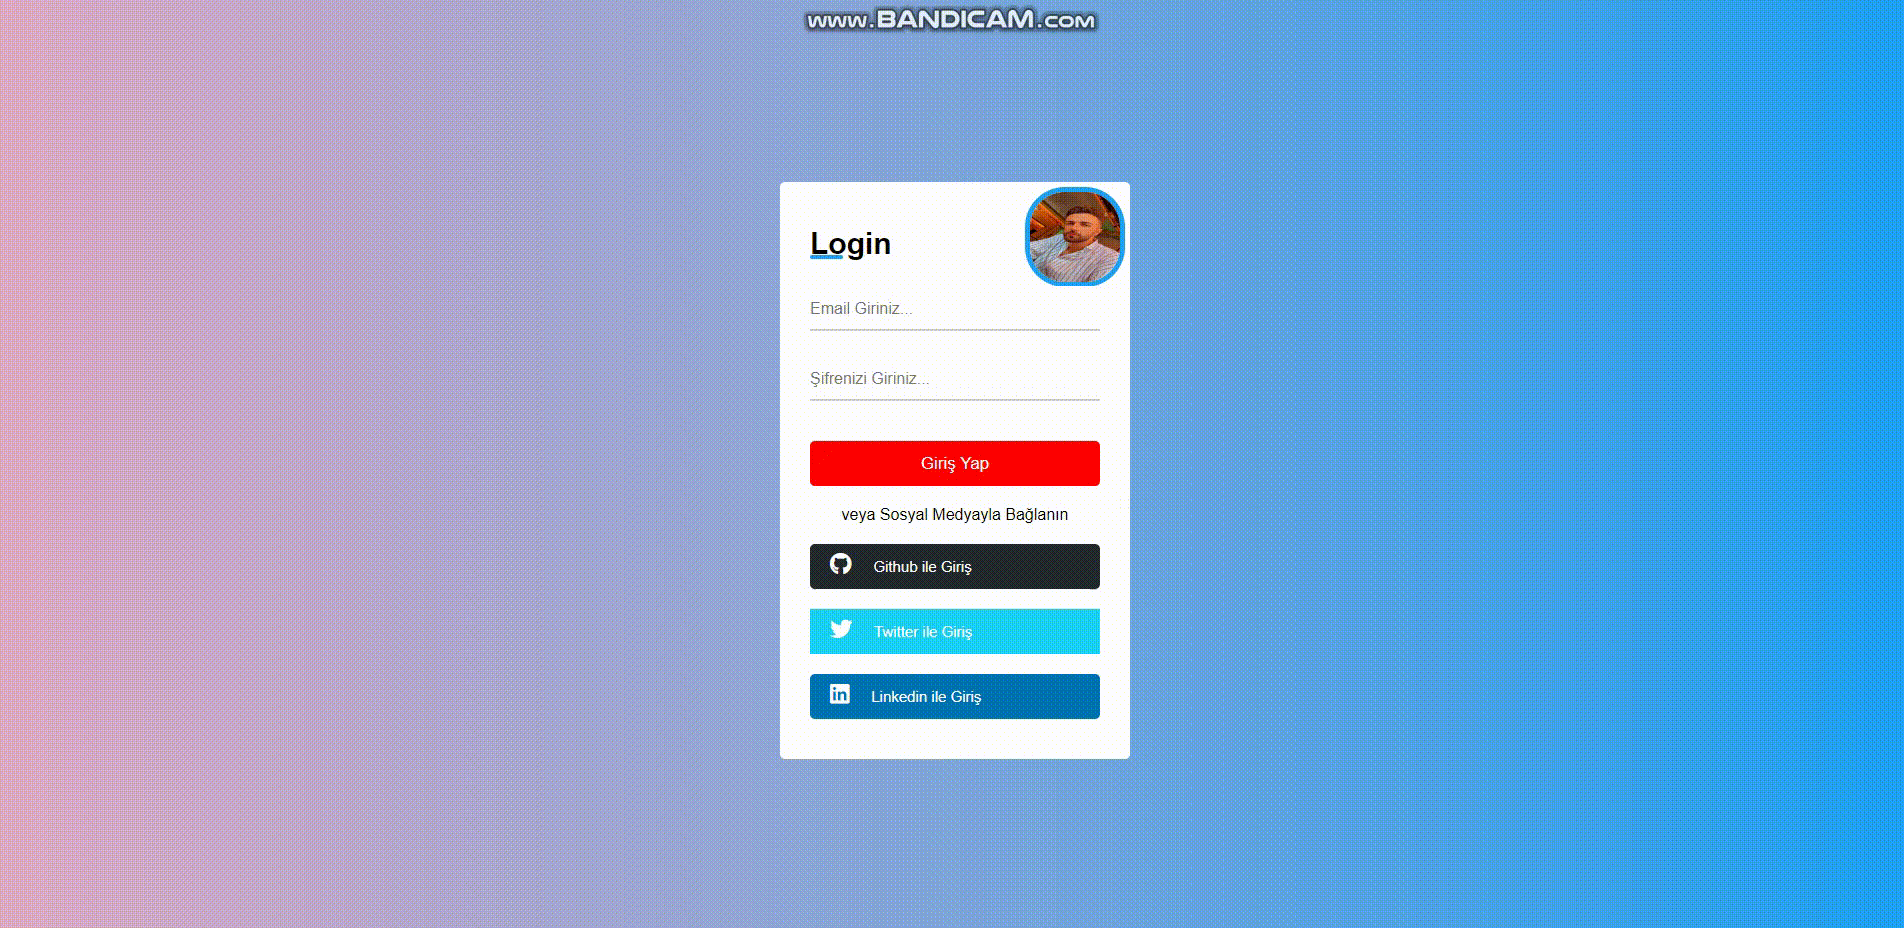 www.BANDICAM.com
Login
Email Giriniz...
Şifrenizi Giriniz...
Giriş Yap
veya Sosyal Medyayla Bağlanın
Github ile Giriş
Twitter ile Giriş
in Linkedin ile Giriş